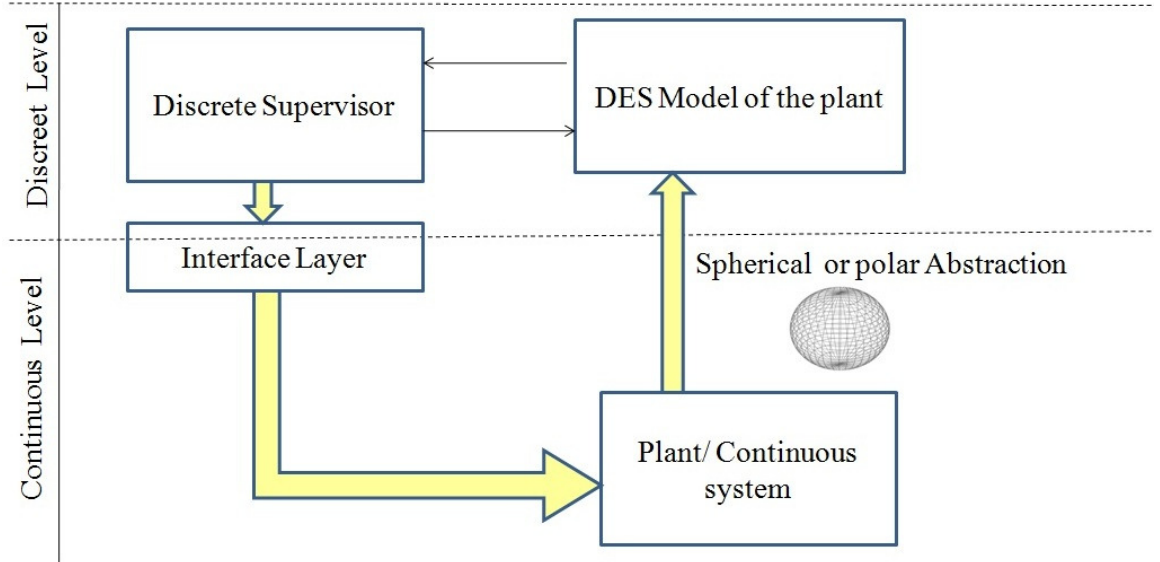 Discreet Level
Discrete Supervisor
DES Model of the plant
Interface Layer
Continuous Level
Spherical or polar Abstraction
Plant/ Continuous
system